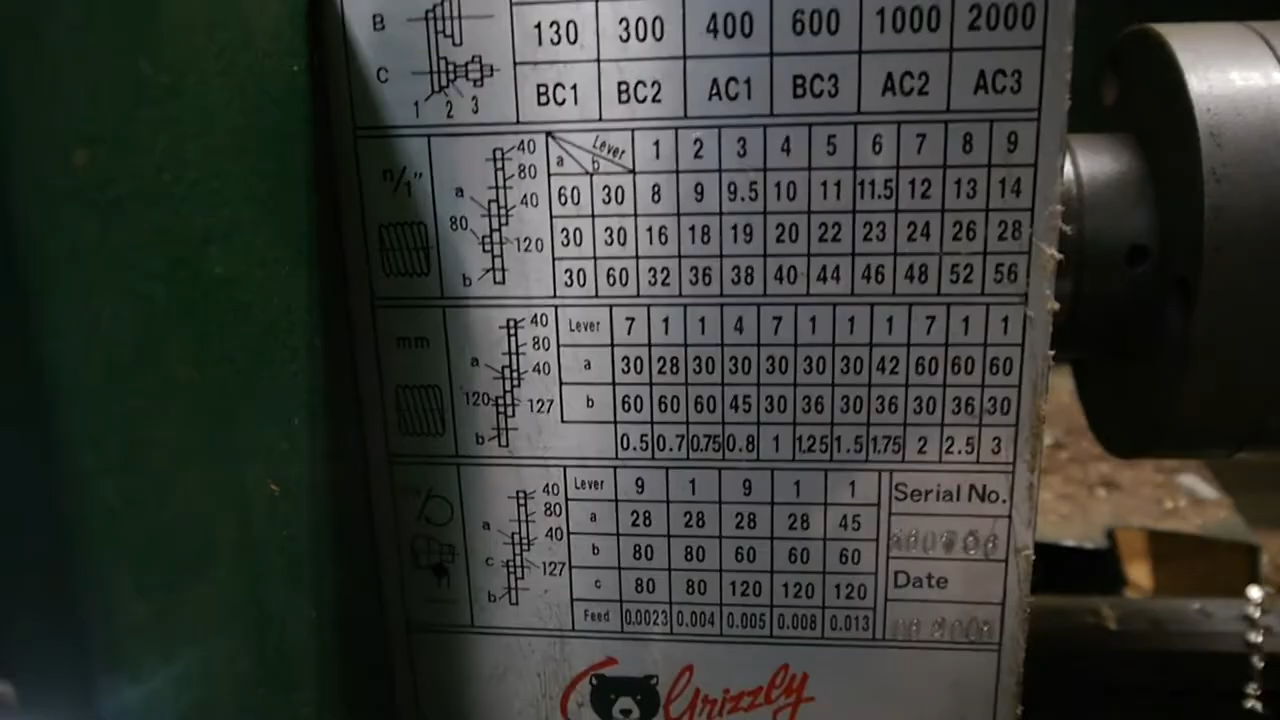 B 130 300 400 600 1000 2000
C BC1 BC2 AC1 BC3 AC2 AC3
1 2 3
n/1" a 80 b 40 80 40 120
a b Lever 1 2 3 4 5 6 7 8 9
60 30 8 9 9.5 10 11 11.5 12 13 14
30 30 16 18 19 20 22 23 24 26 28
30 60 32 36 38 40 44 46 48 52 56
mm a 120 b 40 80 40 127
Lever 7 1 1 4 7 1 1 1 7 1 1
a 30 28 30 30 30 30 30 42 60 60 60
b 60 60 60 45 30 36 30 36 30 36 30
0.5 0.7 0.75 0.8 1 1.25 1.5 1.75 2 2.5 3
a c b 40 80 40 127
Lever 9 1 9 1 1
a 28 28 28 28 45
b 80 80 60 60 60
c 80 80 120 120 120
Feed 0.0023 0.004 0.005 0.008 0.013
Serial No.
Date
Grizzly